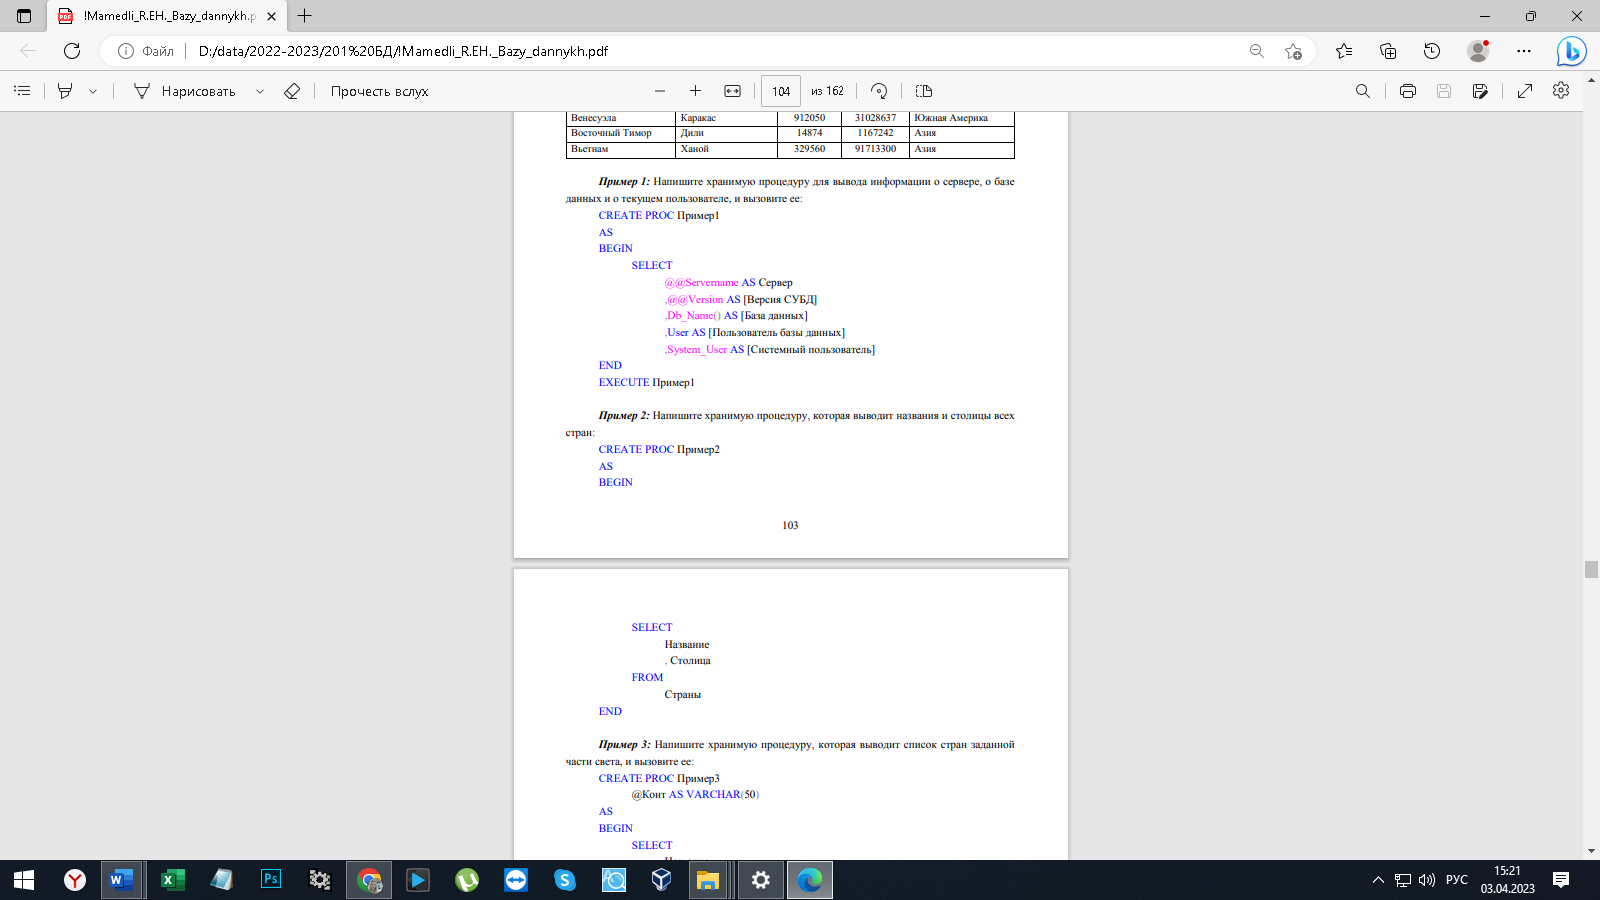 !Mamedli_R.EH._Bazy_dannykh.p
Файл
D:/data/2022-2023/201%20БД/!Mamedli_R.EH._Bazy_dannykh.pdf
Нарисовать
Прочесть вслух
104 из 162
Венесуэла Каракас 912050 31028637 Южная Америка
Восточный Тимор Дили 14874 1167242 Азия
Вьетнам Ханой 329560 91713300 Азия
Пример 1: Напишите хранимую процедуру для вывода информации о сервере, о базе
данных и о текущем пользователе, и вызовите ее:
CREATE PROC Пример1
AS
BEGIN
SELECT
@@Servername AS Сервер
,@@Version AS [Версия СУБД]
,Db_Name() AS [База данных]
,User AS [Пользователь базы данных]
,System_User AS [Системный пользователь]
END
EXECUTE Пример1
Пример 2: Напишите хранимую процедуру, которая выводит названия и столицы всех
стран:
CREATE PROC Пример2
AS
BEGIN
103
SELECT
Название
, Столица
FROM
Страны
END
Пример 3: Напишите хранимую процедуру, которая выводит список стран заданной
части света, и вызовите ее:
CREATE PROC Пример3
@Конт AS VARCHAR(50)
AS
BEGIN
SELECT
РУС
15:21
03.04.2023